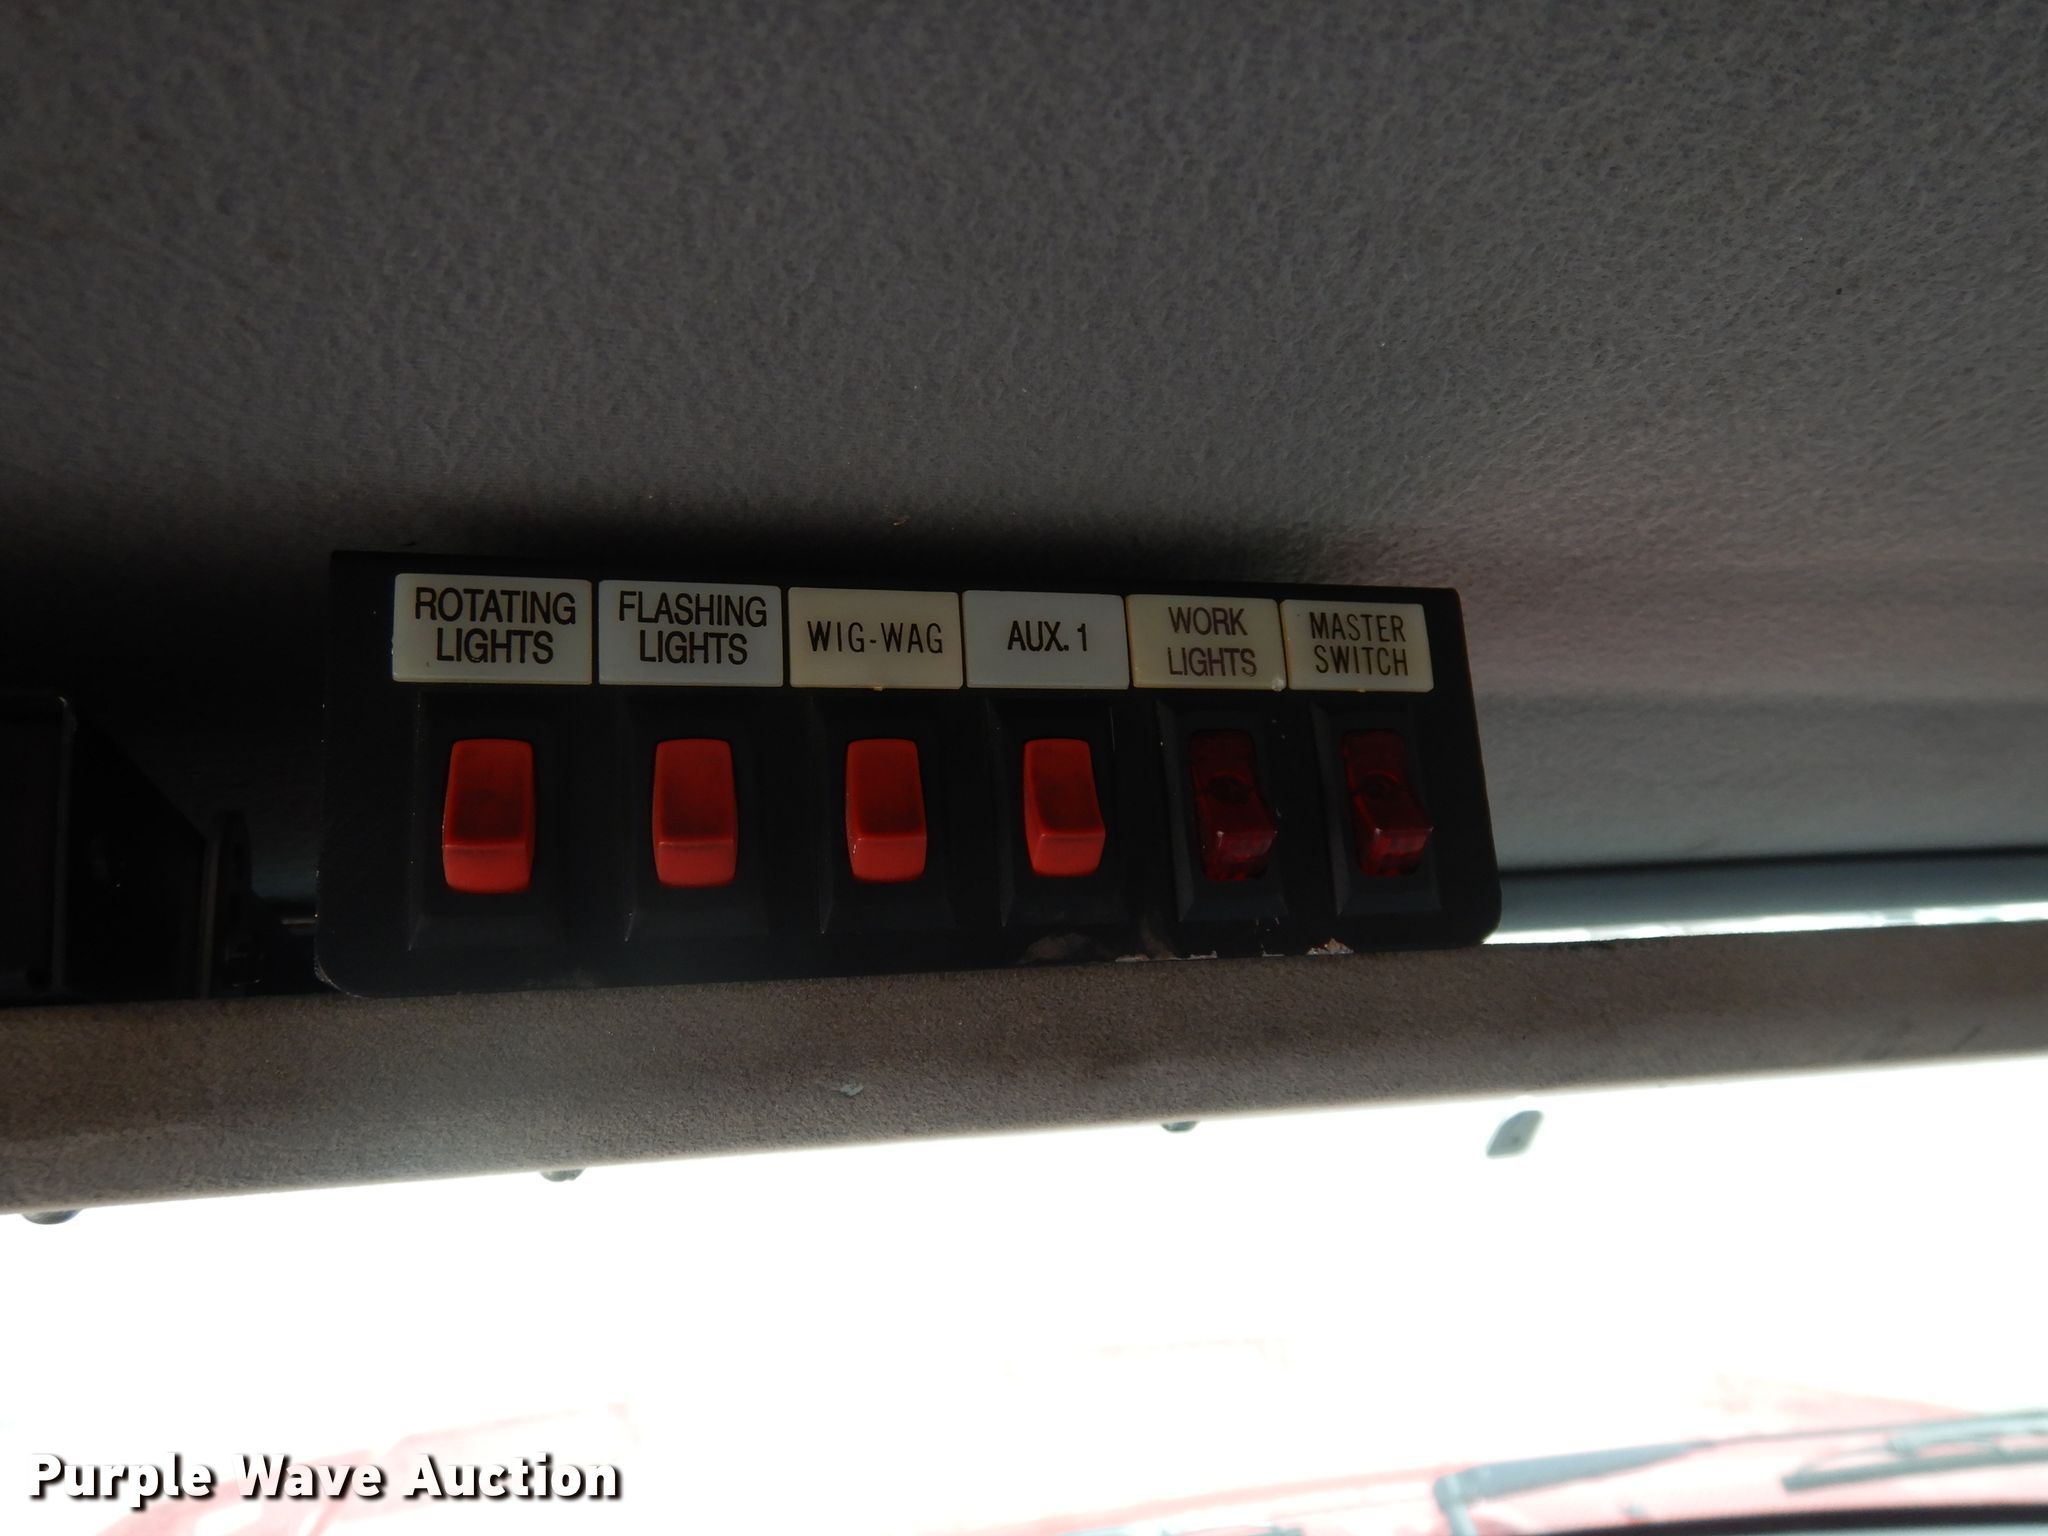 ROTATING
LIGHTS
FLASHING
LIGHTS
WIG-WAG
AUX. 1
WORK
LIGHTS
MASTER
SWITCH
Purple Wave Auction